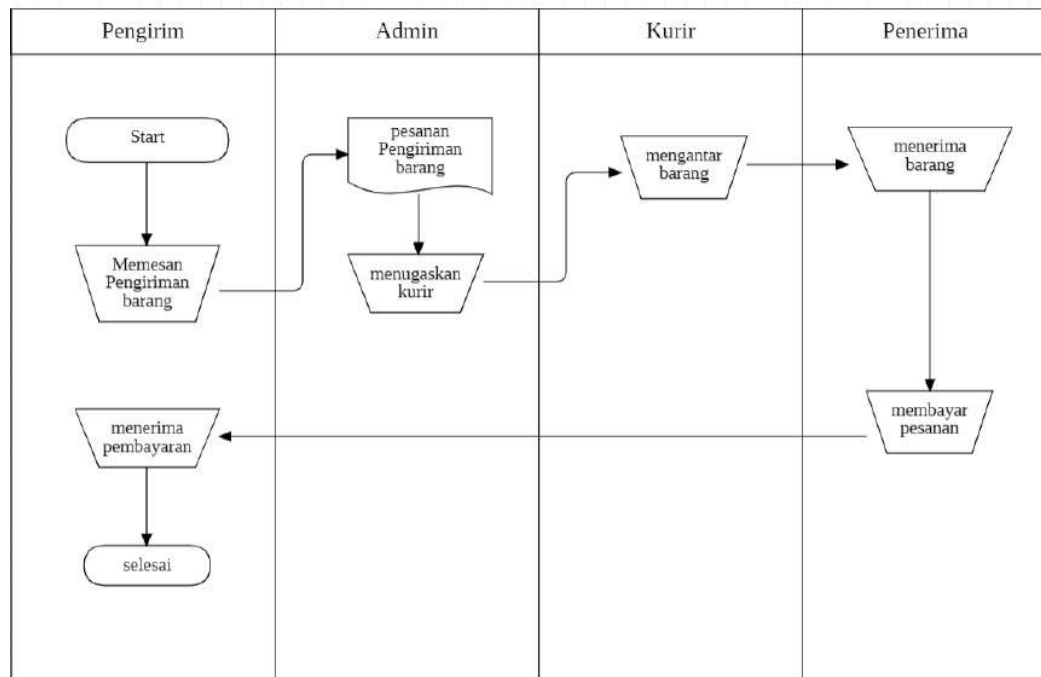 Pengirim
Admin
Kurir
Penerima
Start
pesanan
Pengiriman
barang
mengantar
barang
menerima
barang
Memesan
Pengiriman
barang
menugaskan
kurir
menerima
pembayaran
membayar
pesanan
selesai